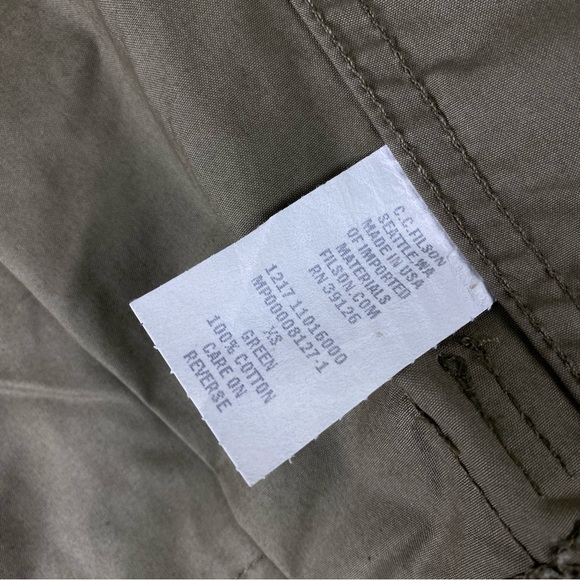 C.C.FILSON
SEATTLE,WA
MADE IN USA
OF IMPORTED
MATERIALS
FILSON.COM
RN 39126
1217 11016000
MP00008127.1
XS
GREEN
100% COTTON
CARE ON
REVERSE